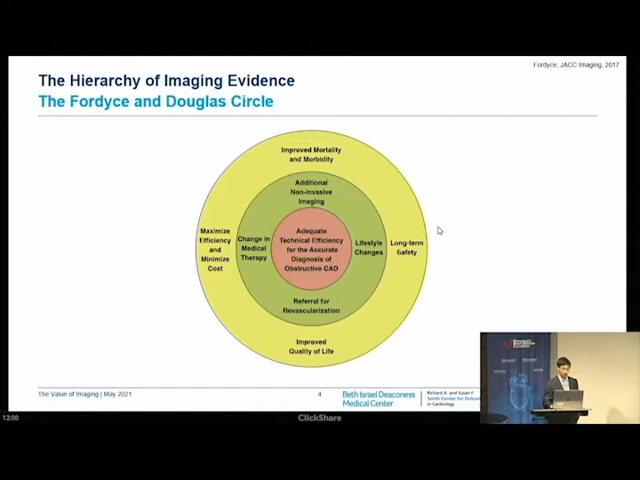 Fordyce, JACC Imaging, 2017
The Hierarchy of Imaging Evidence
The Fordyce and Douglas Circle
Improved Mortality
and Morbidity
Additional
Non-invasive
Imaging
Maximize
Efficiency
and
Minimize
Cost
Change in
Medical
Therapy
Adequate
Technical Efficiency
for the Accurate
Diagnosis of
Obstructive CAD
Lifestyle
Changes
Long-term
Safety
Referral for
Revascularization
Improved
Quality of Life
The Value of Imaging | May 2021
4
Beth Israel Deaconess
Medical Center
Richard A. and Susan F.
Smith Center for
in Cardiology
12:00
ClickShare